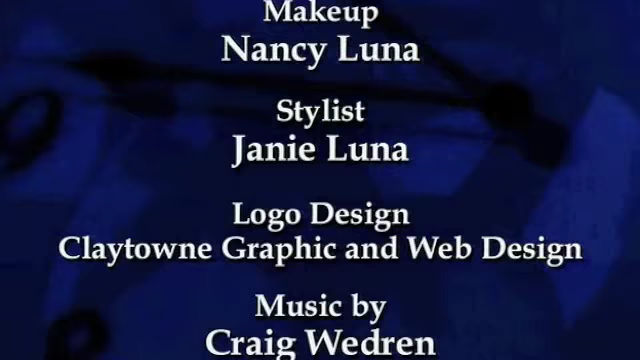 Makeup
Nancy Luna
Stylist
Janie Luna
Logo Design
Claytowne Graphic and Web Design
Music by
Craig Wedren